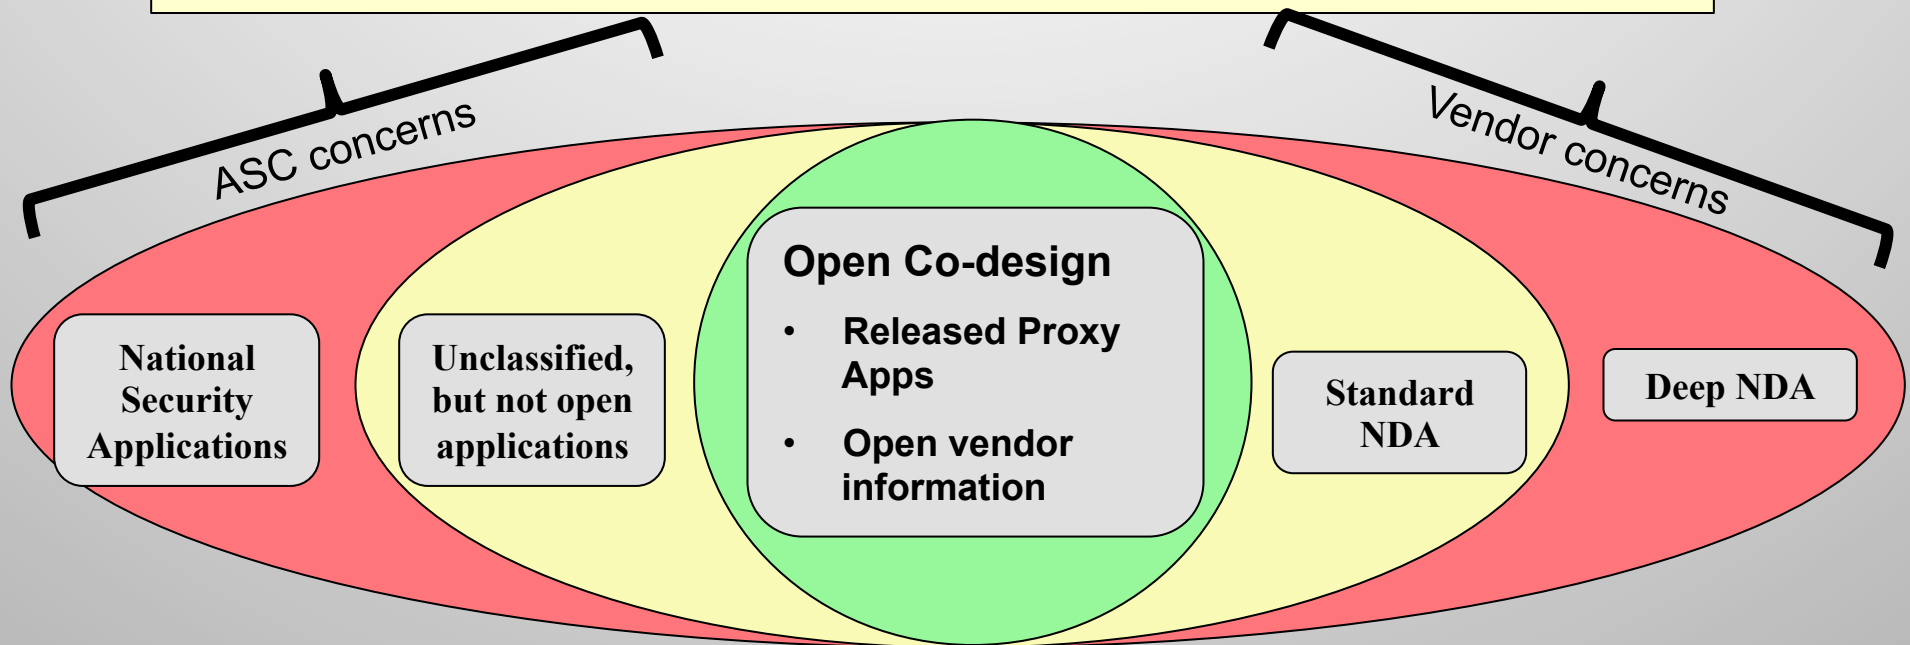 ASC concerns
Vendor concerns
National
Security
Applications
Unclassified,
but not open
applications
Open Co-design
• Released Proxy
Apps
• Open vendor
information
Standard
NDA
Deep NDA